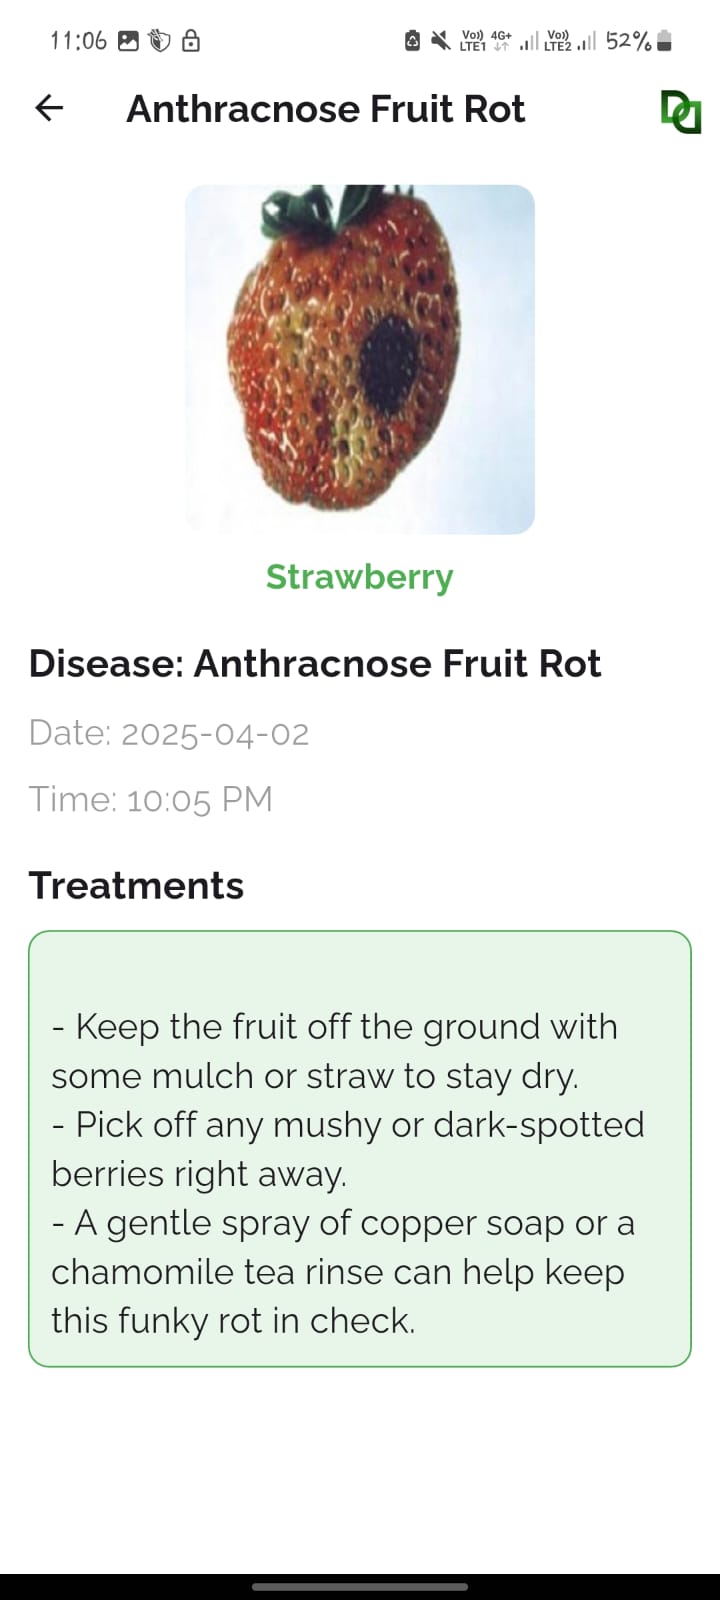 11:06 Vo)) LTE1 4G+ Vo)) LTE2 52%
Anthracnose Fruit Rot
Strawberry
Disease: Anthracnose Fruit Rot
Date: 2025-04-02
Time: 10:05 PM
Treatments
- Keep the fruit off the ground with
some mulch or straw to stay dry.
- Pick off any mushy or dark-spotted
berries right away.
- A gentle spray of copper soap or a
chamomile tea rinse can help keep
this funky rot in check.